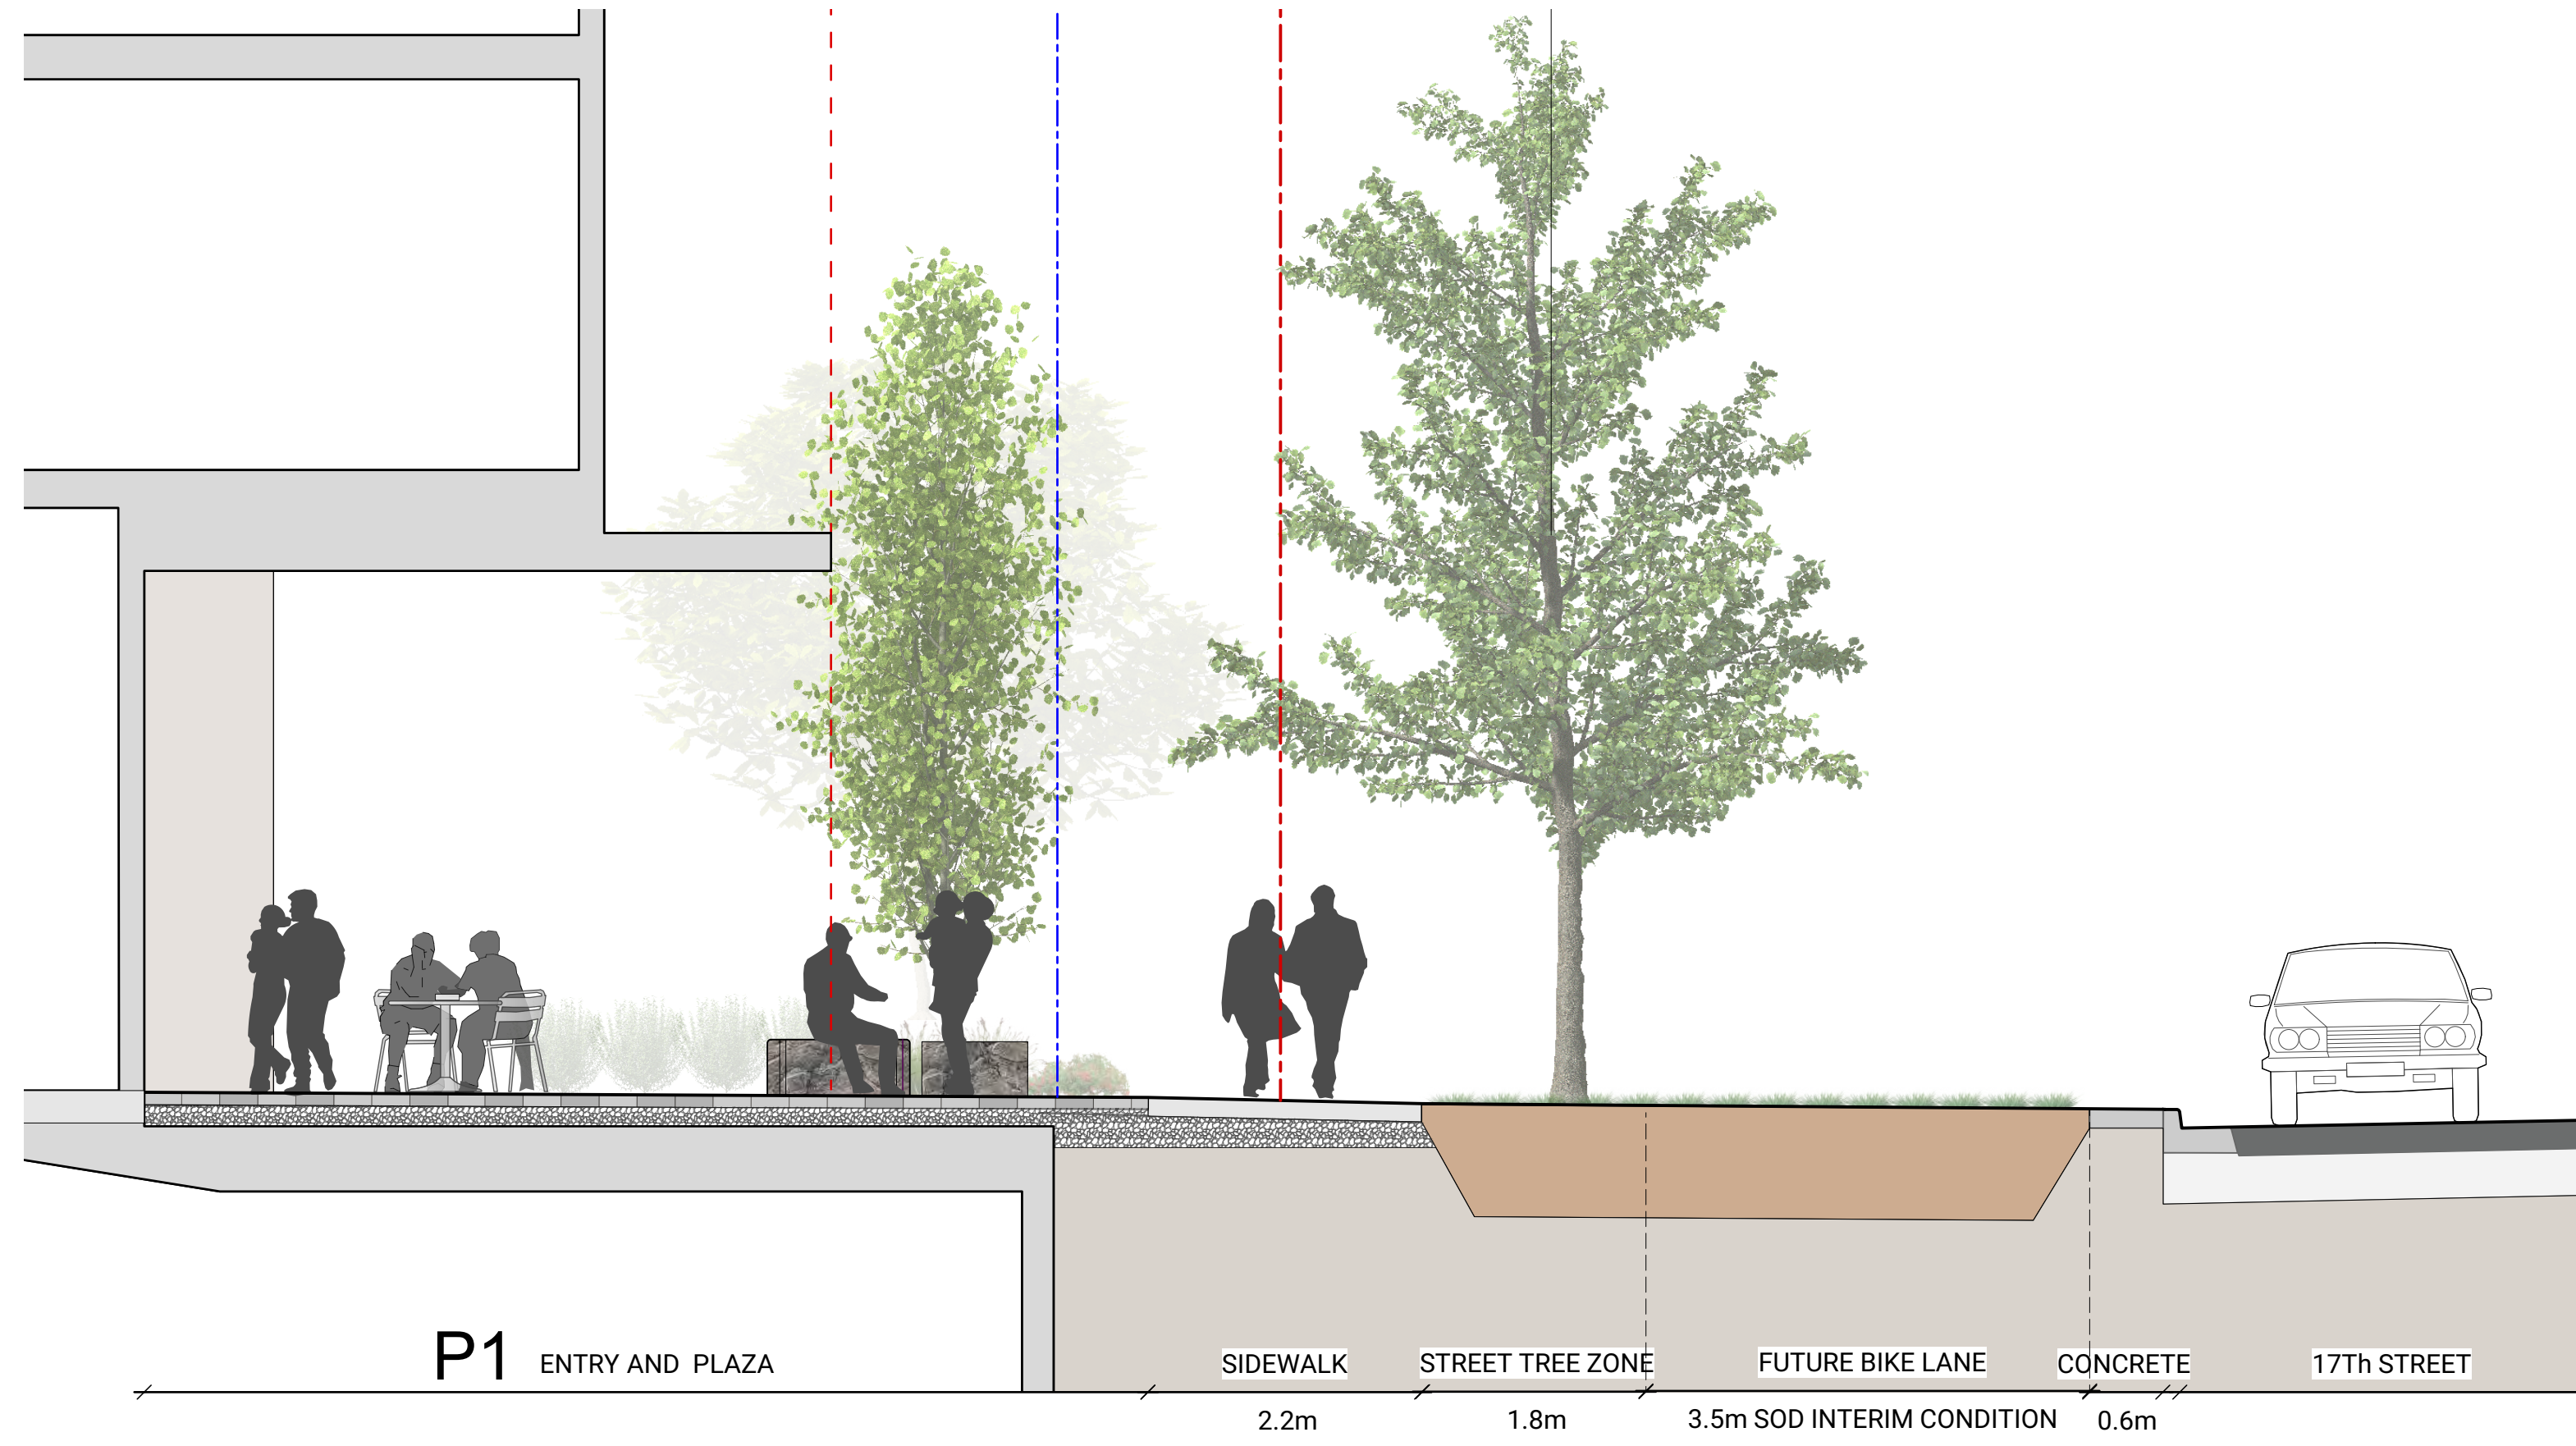 P1 ENTRY AND PLAZA
SIDEWALK
STREET TREE ZONE
FUTURE BIKE LANE
CONCRETE
17Th STREET
2.2m
1.8m
3.5m SOD INTERIM CONDITION
0.6m